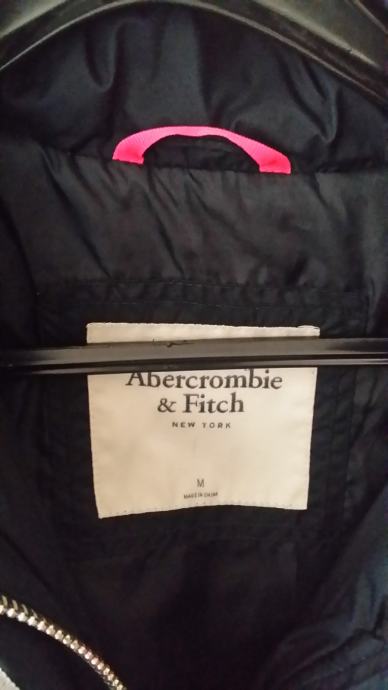 Abercrombie
& Fitch
NEW YORK
M
MADE IN CHINA